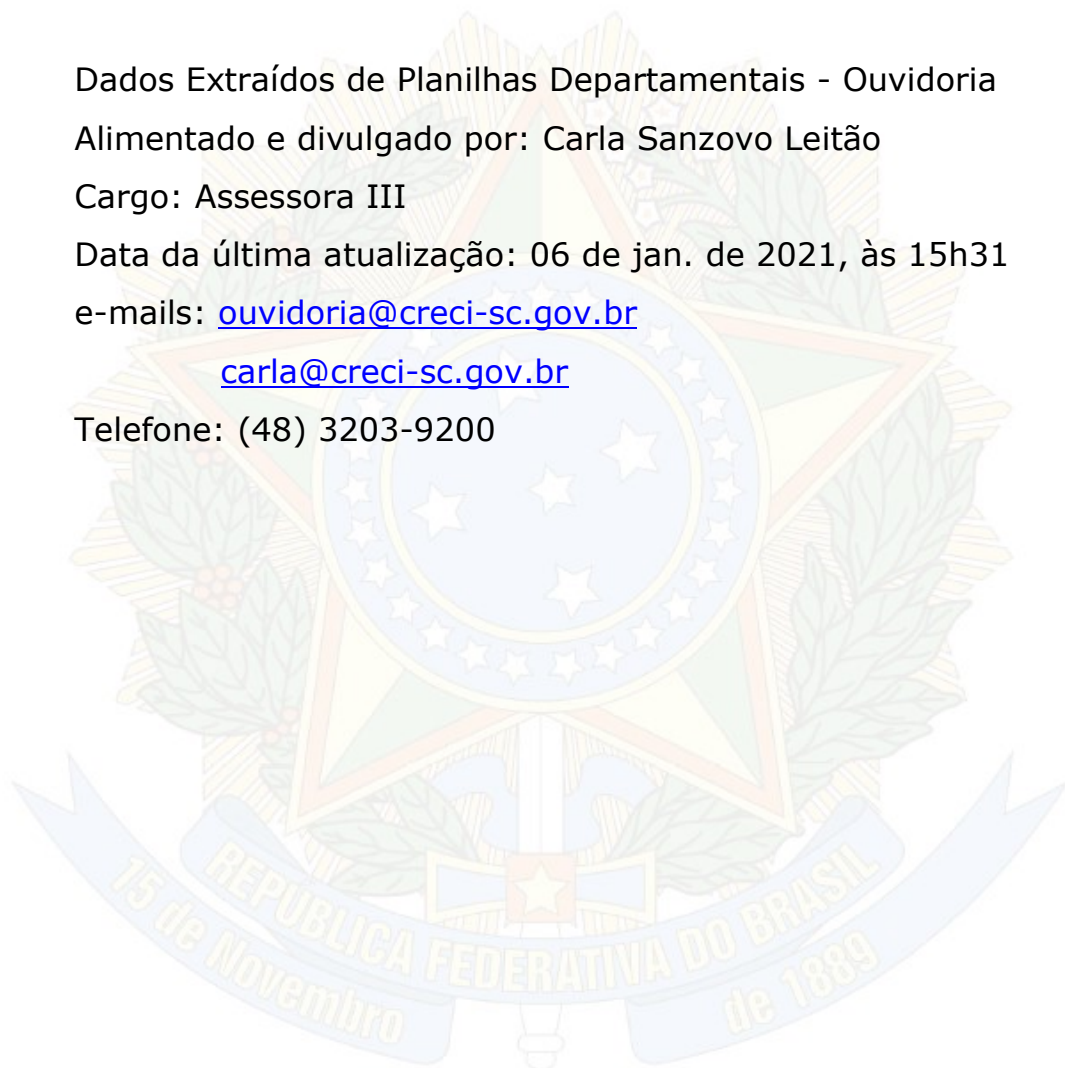 Dados Extraídos de Planilhas Departamentais - Ouvidoria
Alimentado e divulgado por: Carla Sanzovo Leitão
Cargo: Assessora III
Data da última atualização: 06 de jan. de 2021, às 15h31
e-mails: ouvidoria@creci-sc.gov.br
carla@creci-sc.gov.br
Telefone: (48) 3203-9200
REPÚBLICA FEDERATIVA DO BRASIL
15 de Novembro de 1889